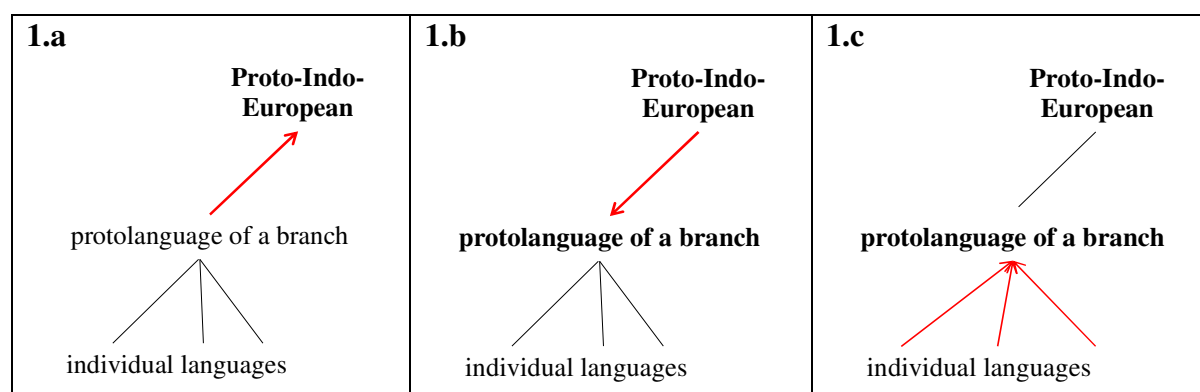 1.a
Proto-Indo-
European
protolanguage of a branch
individual languages
1.b
Proto-Indo-
European
protolanguage of a branch
individual languages
1.c
Proto-Indo-
European
protolanguage of a branch
individual languages